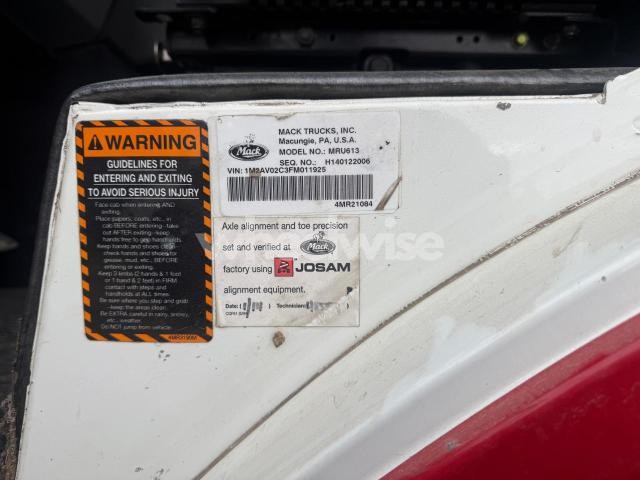 WARNING
GUIDELINES FOR
ENTERING AND EXITING
TO AVOID SERIOUS INJURY
Face cab when entering AND
exiting.
Place papers, coats, etc., in
cab BEFORE entering - take
out AFTER exiting - keep
hands free to grip handholds.
Keep hands and shoes clean -
check hands and shoes for
grease, mud, etc., BEFORE
entering or exiting.
Keep 3 limbs (2 hands & 1 foot
or 1 hand & 2 feet) in FIRM
contact with steps and
handholds at ALL times.
Be sure where you step and grab
- keep the areas clean.
Be EXTRA careful in rainy, snowy,
etc., weather.
Do NOT jump from vehicle.
Mack
MACK TRUCKS, INC.
Macungie, PA, U.S.A.
MODEL NO.: MRU613
SEQ. NO.: H140122006
VIN: 1M2AV02C3FM011925
4MR21084
Axle alignment and toe precision
set and verified at Mack
factory using JOSAM
alignment equipment.
Date: Technician:
wise